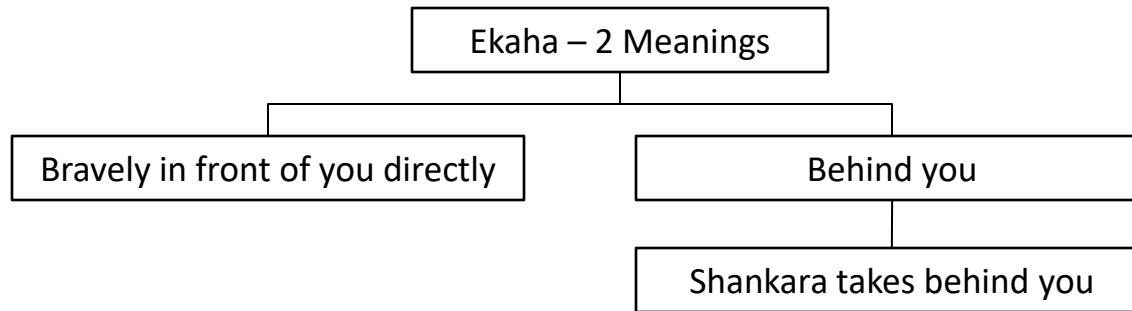 Ekaha – 2 Meanings
Bravely in front of you directly
Behind you
Shankara takes behind you